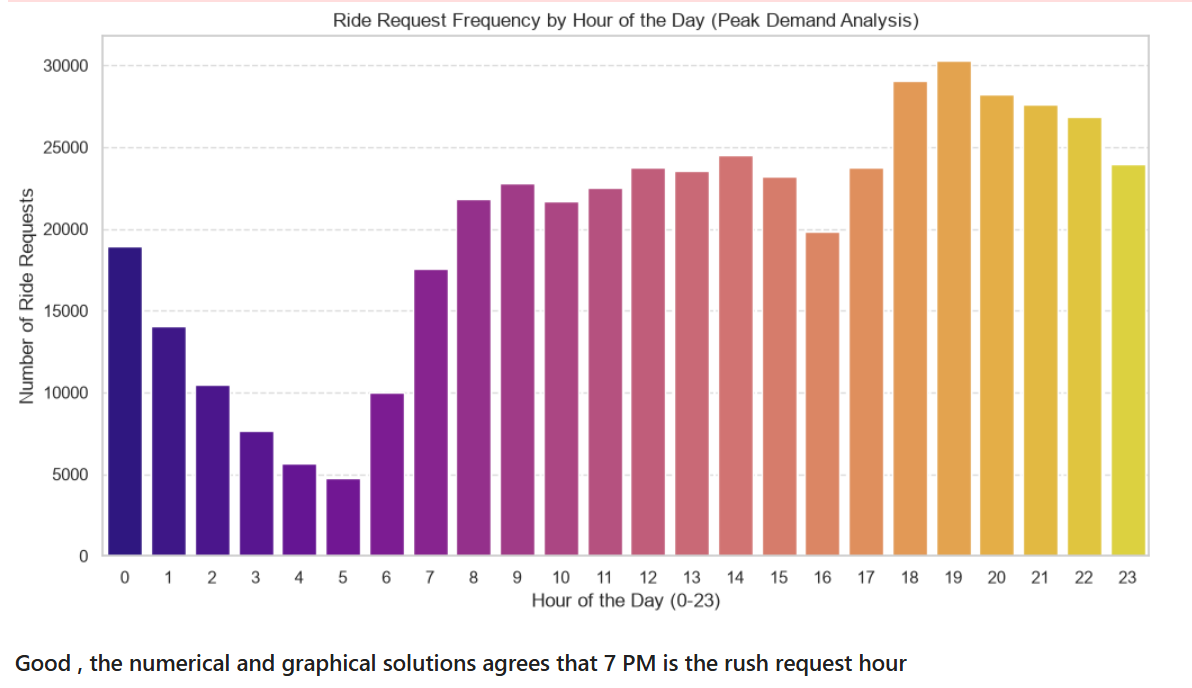 Ride Request Frequency by Hour of the Day (Peak Demand Analysis)
30000
25000
20000
15000
10000
5000
0
Number of Ride Requests
0 1 2 3 4 5 6 7 8 9 10 11 12 13 14 15 16 17 18 19 20 21 22 23
Hour of the Day (0-23)
Good , the numerical and graphical solutions agrees that 7 PM is the rush request hour